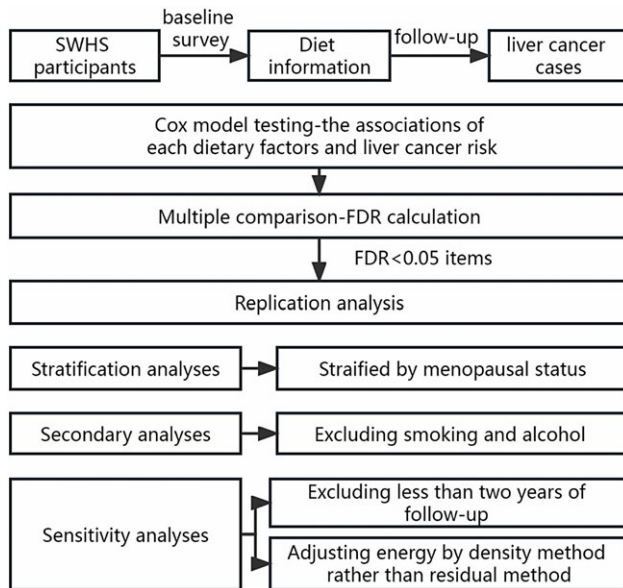 baseline
SWHS survey Diet follow-up liver cancer
participants information cases
Cox model testing-the associations of
each dietary factors and liver cancer risk
Multiple comparison-FDR calculation
FDR<0.05 items
Replication analysis
Stratification analyses Straified by menopausal status
Secondary analyses Excluding smoking and alcohol
Sensitivity analyses
Excluding less than two years of
follow-up
Adjusting energy by density method
rather than residual method